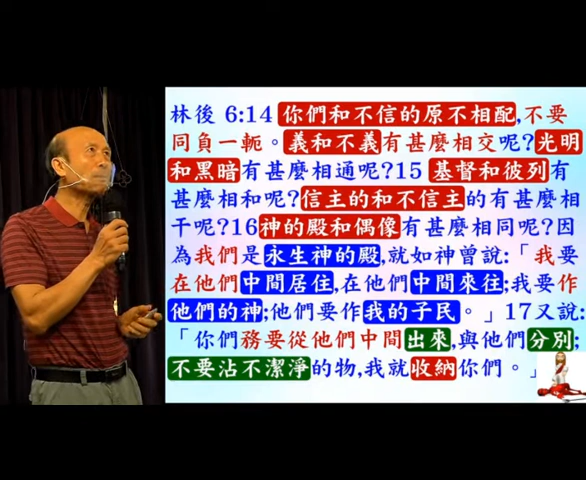 林後 6:14 你們和不信的原不相配,不要
同負一軛。義和不義有甚麼相交呢?光明
和黑暗有甚麼相通呢?15 基督和彼列有
甚麼相和呢?信主的和不信主的有甚麼相
干呢?16神的殿和偶像有甚麼相同呢?因
為我們是永生神的殿,就如神曾說:「我要
在他們中間居住,在他們中間來往;我要作
他們的神;他們要作我的子民。」17又說:
「你們務要從他們中間出來,與他們分別;
不要沾不潔淨的物,我就收納你們。」